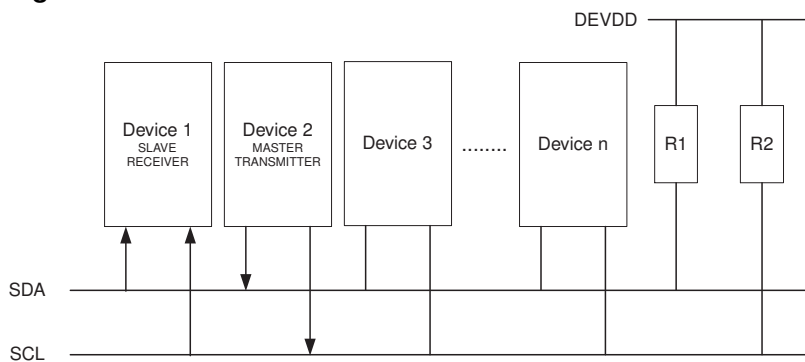 DEVDD
Device 1
SLAVE
RECEIVER
Device 2
MASTER
TRANSMITTER
Device 3
........
Device n
R1
R2
SDA
SCL